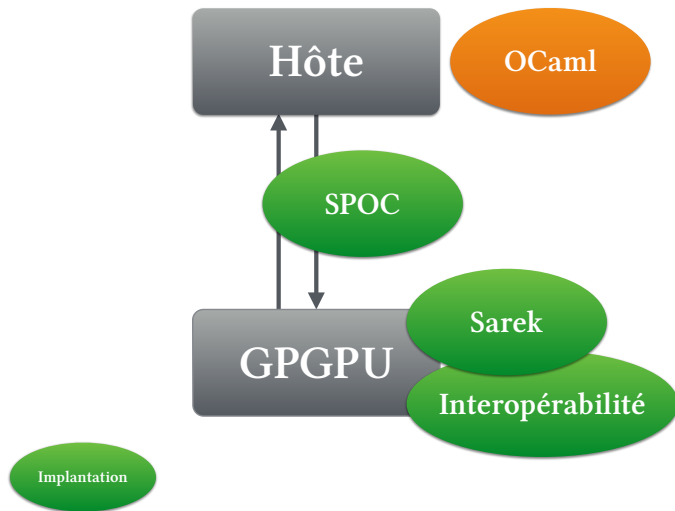 Hôte
OCaml
SPOC
Sarek
GPGPU
Interopérabilité
Implantation